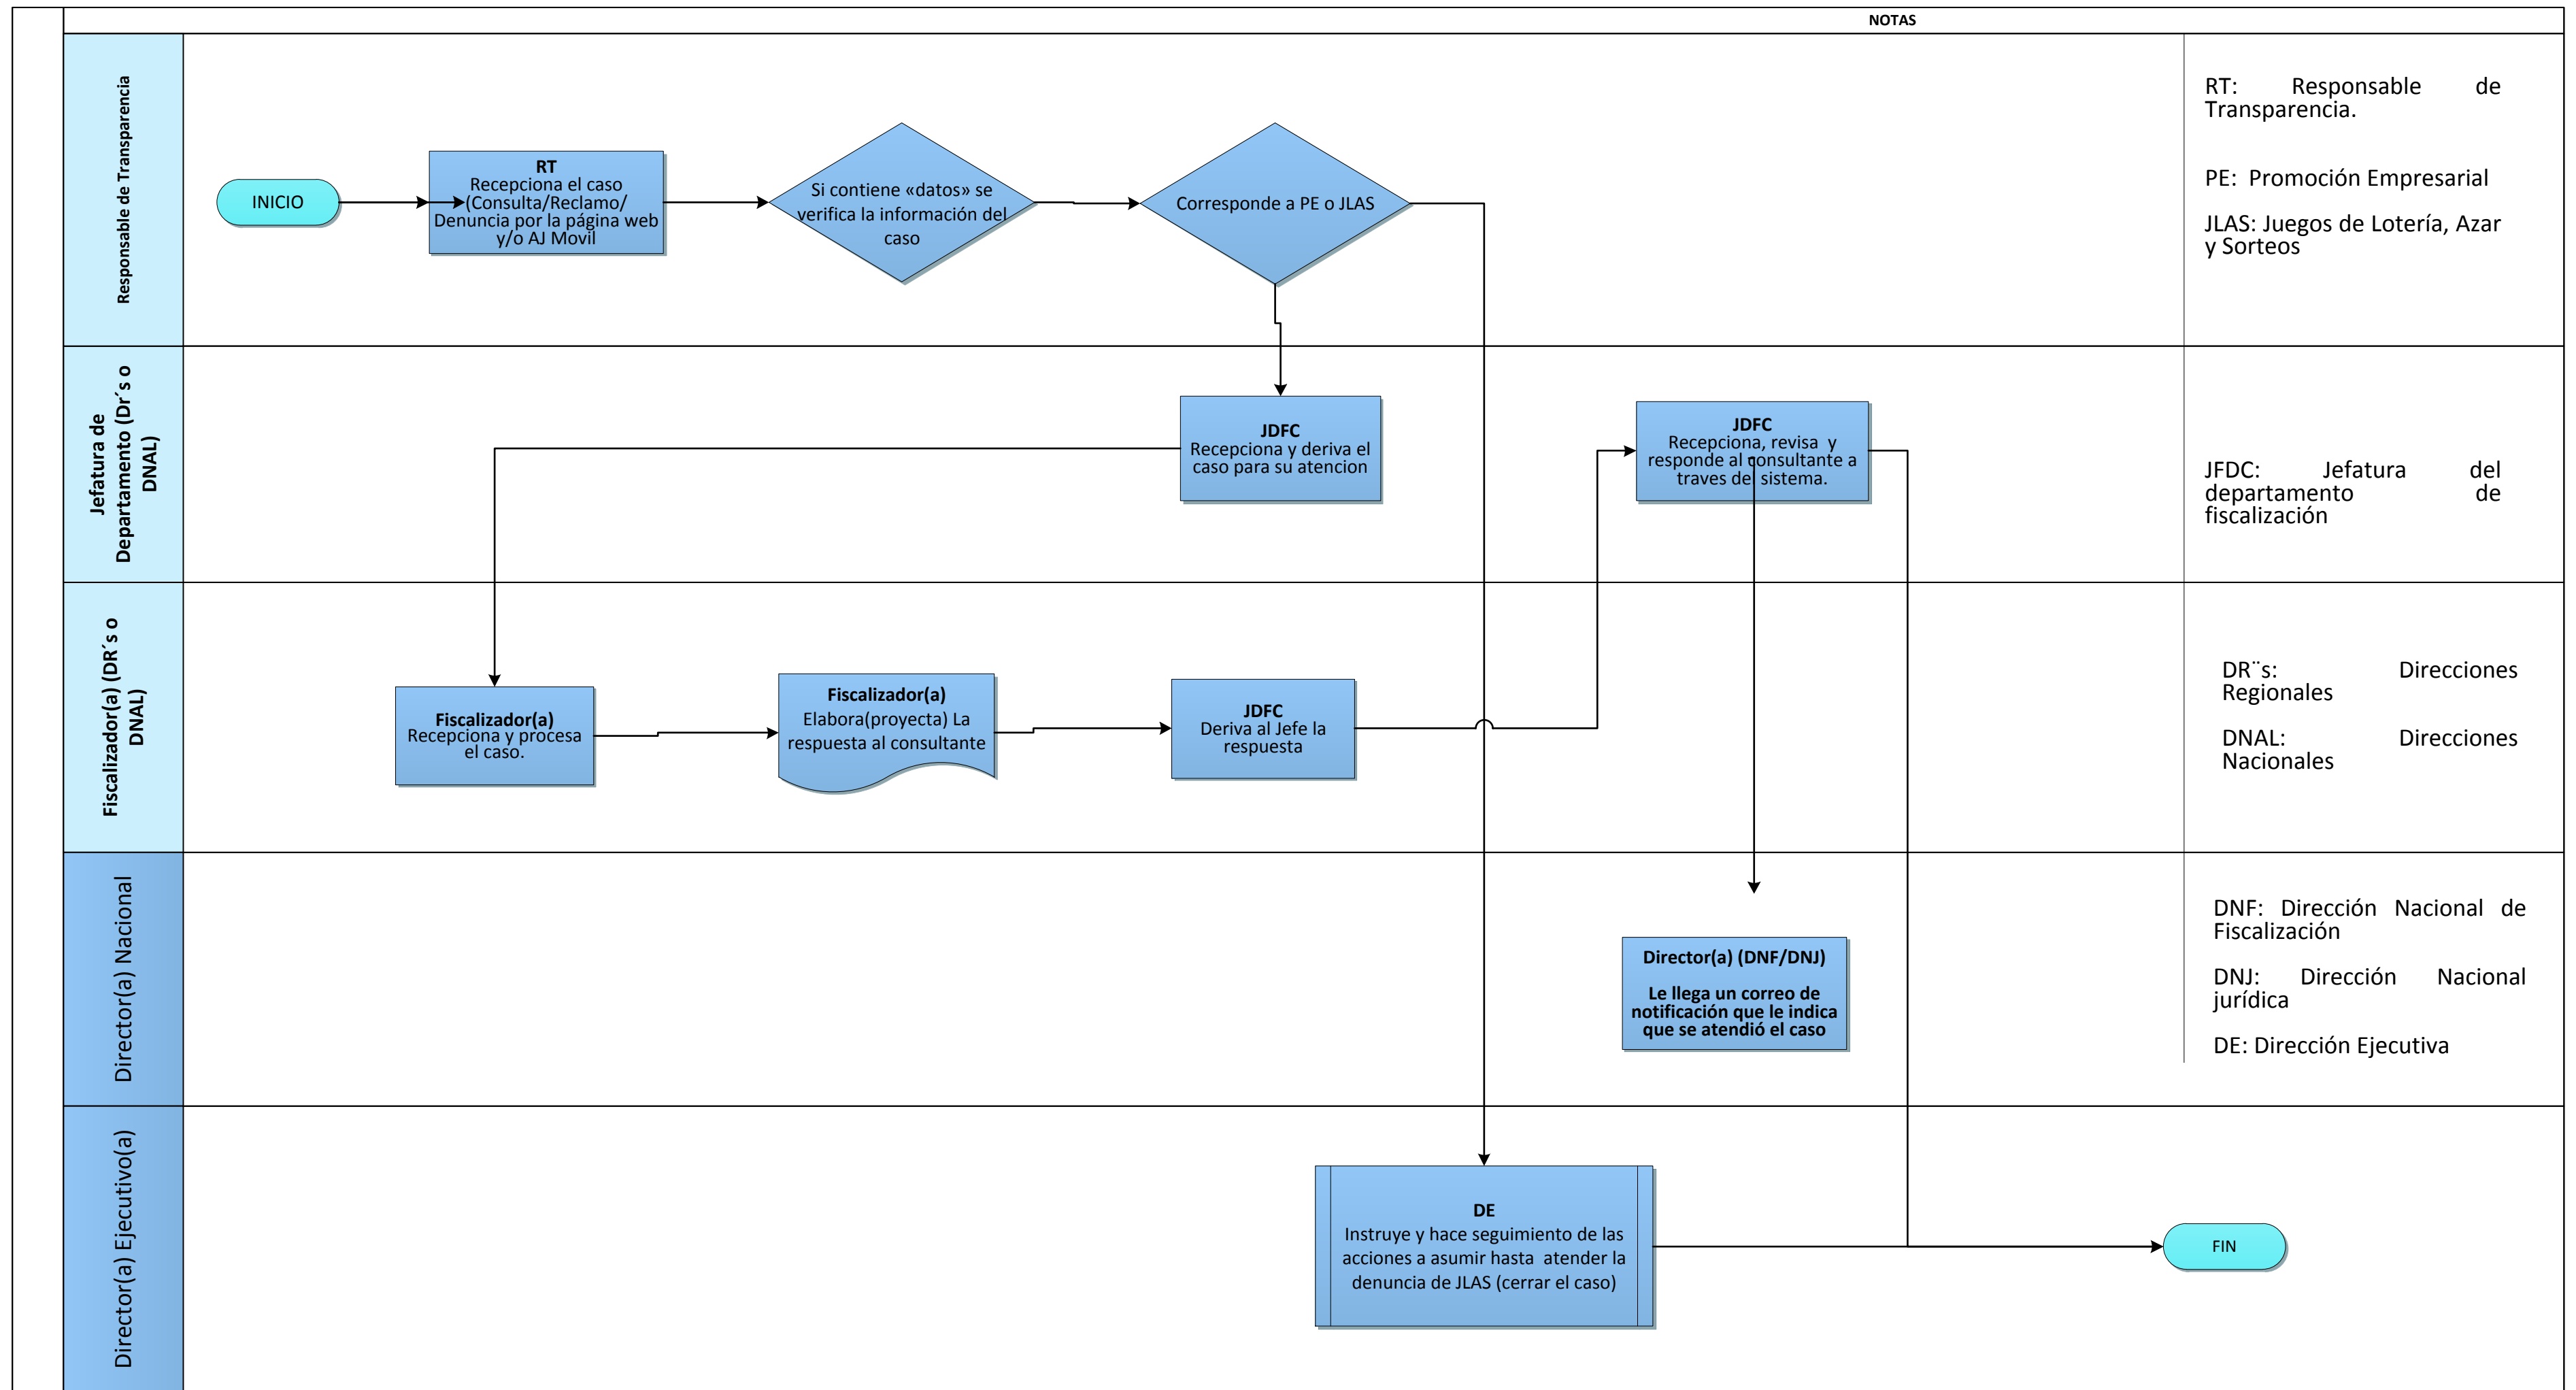 NOTAS
Responsable de Transparencia
INICIO
RT
Recepciona el caso
(Consulta/Reclamo/
Denuncia por la página web
y/o AJ Movil
Si contiene «datos» se
verifica la información del
caso
Corresponde a PE o JLAS
RT: Responsable de
Transparencia.
PE: Promoción Empresarial
JLAS: Juegos de Lotería, Azar
y Sorteos
Jefatura de
Departamento (Dr´s o
DNAL)
JDFC
Recepciona y deriva el
caso para su atencion
JDFC
Recepciona, revisa y
responde al consultante a
traves del sistema.
JFDC: Jefatura del
departamento de
fiscalización
Fiscalizador(a) (DR´s o
DNAL)
Fiscalizador(a)
Recepciona y procesa
el caso.
Fiscalizador(a)
Elabora(proyecta) La
respuesta al consultante
JDFC
Deriva al Jefe la
respuesta
DR¨s: Direcciones
Regionales
DNAL: Direcciones
Nacionales
Director(a) Nacional
Director(a) (DNF/DNJ)
Le llega un correo de
notificación que le indica
que se atendió el caso
DNF: Dirección Nacional de
Fiscalización
DNJ: Dirección Nacional
jurídica
DE: Dirección Ejecutiva
Director(a) Ejecutivo(a)
DE
Instruye y hace seguimiento de las
acciones a asumir hasta atender la
denuncia de JLAS (cerrar el caso)
FIN